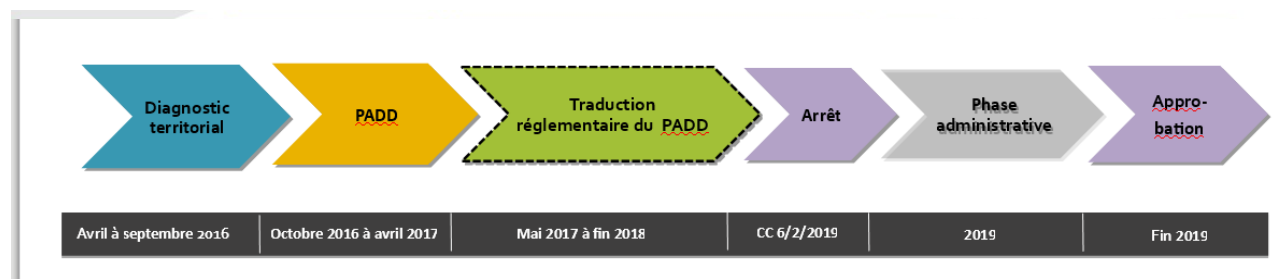 Diagnostic
territorial
PADD
Traduction
réglementaire du PADD
Arrêt
Phase
administrative
Appro-
bation
Avril à septembre 2016
Octobre 2016 à avril 2017
Mai 2017 à fin 2018
CC 6/2/2019
2019
Fin 2019